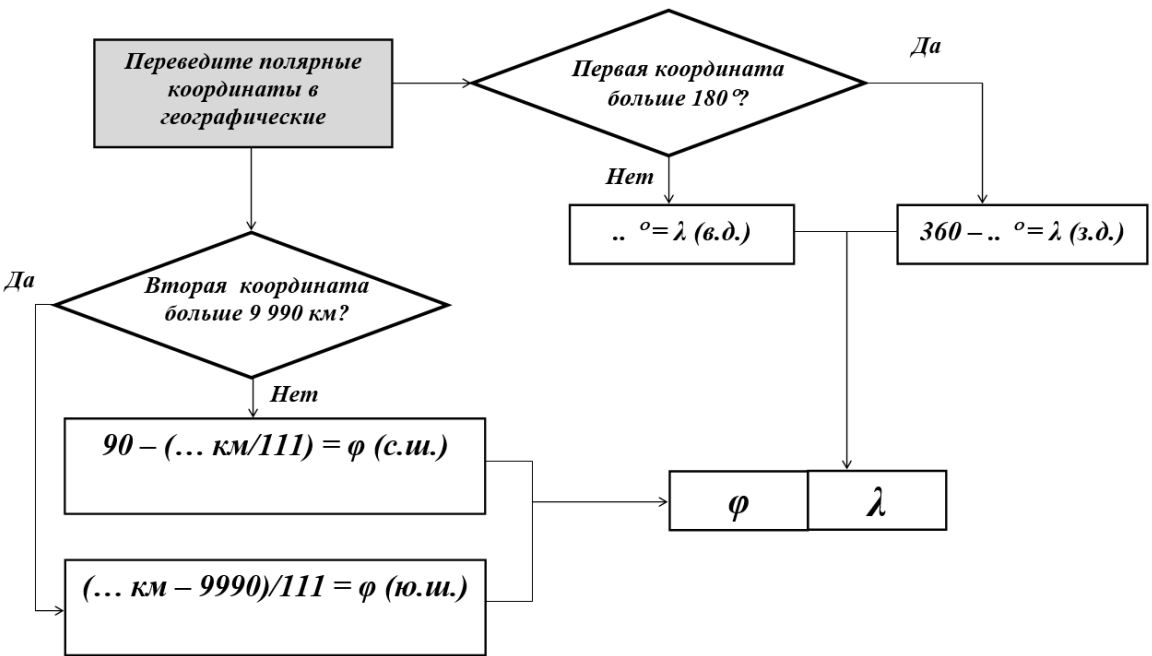 Переведите полярные
координаты в
географические
Первая координата
больше 180°?
Да
Нет
.. °= λ (в.д.)
360 – .. °= λ (з.д.)
Да
Вторая координата
больше 9 990 км?
Нет
90 – (... км/111) = φ (с.ш.)
φ
λ
(... км – 9990)/111 = φ (ю.ш.)